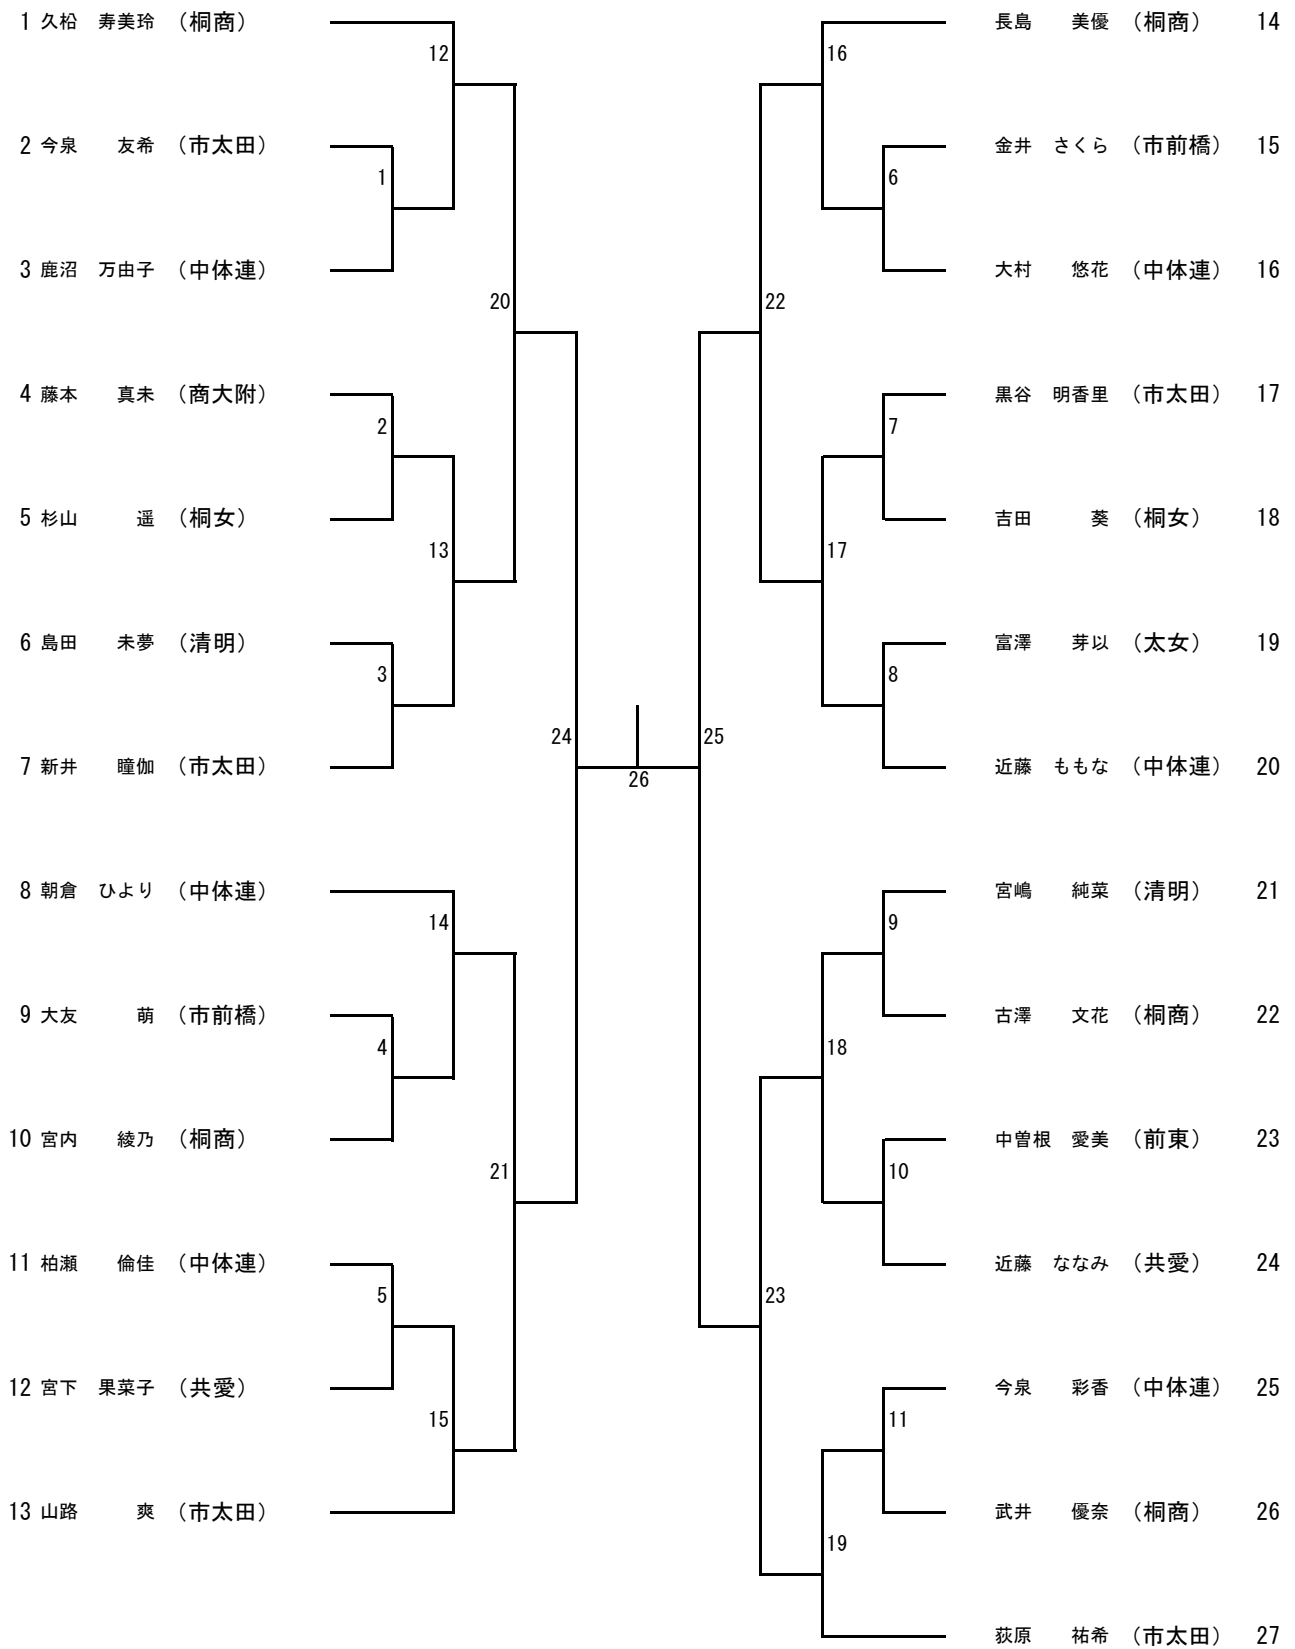 1 久松 寿美玲 (桐商)
12
2 今泉 友希 (市太田)
1
3 鹿沼 万由子 (中体連)
20
4 藤本 真未 (商大附)
2
5 杉山 遥 (桐女)
13
6 島田 未夢 (清明)
3
7 新井 瞳伽 (市太田)
24
8 朝倉 ひより (中体連)
14
9 大友 萌 (市前橋)
4
10 宮内 綾乃 (桐商)
21
11 柏瀬 倫佳 (中体連)
5
12 宮下 果菜子 (共愛)
15
13 山路 爽 (市太田)
26
長島 美優 (桐商) 14
16
金井 さくら (市前橋) 15
6
大村 悠花 (中体連) 16
22
黒谷 明香里 (市太田) 17
7
吉田 葵 (桐女) 18
17
富澤 芽以 (太女) 19
8
近藤 ももな (中体連) 20
25
宮嶋 純菜 (清明) 21
9
古澤 文花 (桐商) 22
18
中曽根 愛美 (前東) 23
10
近藤 ななみ (共愛) 24
23
今泉 彩香 (中体連) 25
11
武井 優奈 (桐商) 26
19
荻原 祐希 (市太田) 27